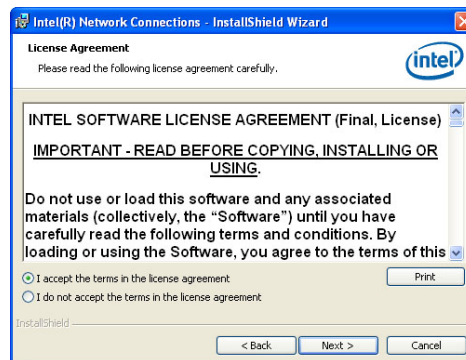 Intel(R) Network Connections - InstallShield Wizard
License Agreement
Please read the following license agreement carefully.
intel
INTEL SOFTWARE LICENSE AGREEMENT (Final, License)
IMPORTANT - READ BEFORE COPYING, INSTALLING OR
USING.
Do not use or load this software and any associated
materials (collectively, the “Software”) until you have
carefully read the following terms and conditions. By
loading or using the Software, you agree to the terms of this
I accept the terms in the license agreement
Print
I do not accept the terms in the license agreement
InstallShield
< Back
Next >
Cancel